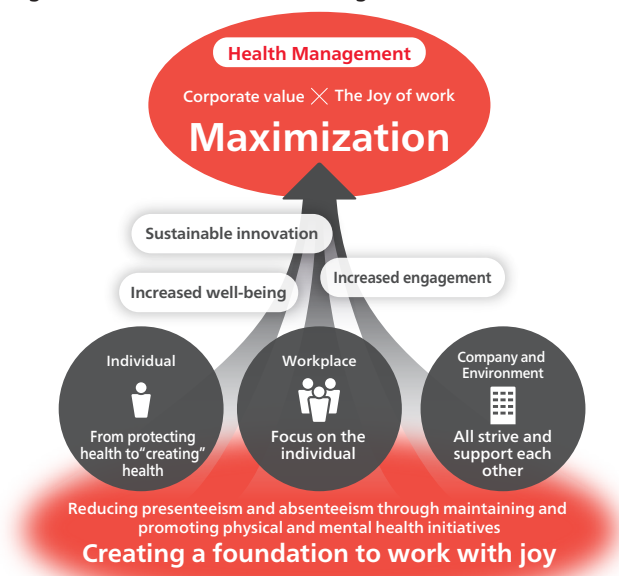 Health Management
Corporate value × The Joy of work
Maximization
Sustainable innovation
Increased engagement
Increased well-being
Individual
From protecting
health to“creating”
health
Workplace
Focus on the
individual
Company and
Environment
All strive and
support each
other
Reducing presenteeism and absenteeism through maintaining and
promoting physical and mental health initiatives
Creating a foundation to work with joy